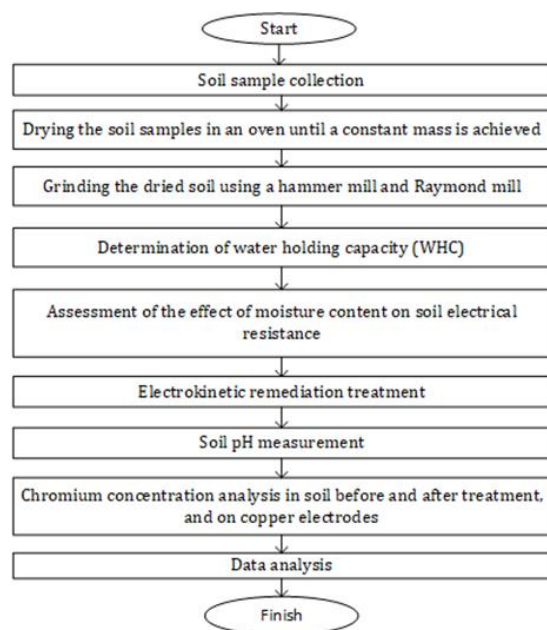 Start
Soil sample collection
Drying the soil samples in an oven until a constant mass is achieved
Grinding the dried soil using a hammer mill and Raymond mill
Determination of water holding capacity (WHC)
Assessment of the effect of moisture content on soil electrical
resistance
Electrokinetic remediation treatment
Soil pH measurement
Chromium concentration analysis in soil before and after treatment,
and on copper electrodes
Data analysis
Finish